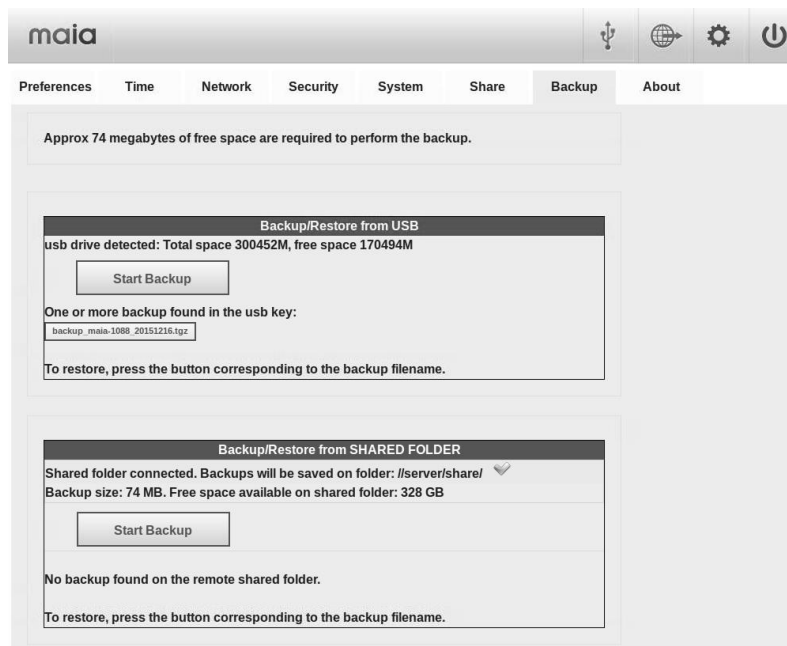 maia
Preferences Time Network Security System Share Backup About
Approx 74 megabytes of free space are required to perform the backup.
Backup/Restore from USB
usb drive detected: Total space 300452M, free space 170494M
Start Backup
One or more backup found in the usb key:
backup_maia-1088_20151216.tgz
To restore, press the button corresponding to the backup filename.
Backup/Restore from SHARED FOLDER
Shared folder connected. Backups will be saved on folder: //server/share/
Backup size: 74 MB. Free space available on shared folder: 328 GB
Start Backup
No backup found on the remote shared folder.
To restore, press the button corresponding to the backup filename.